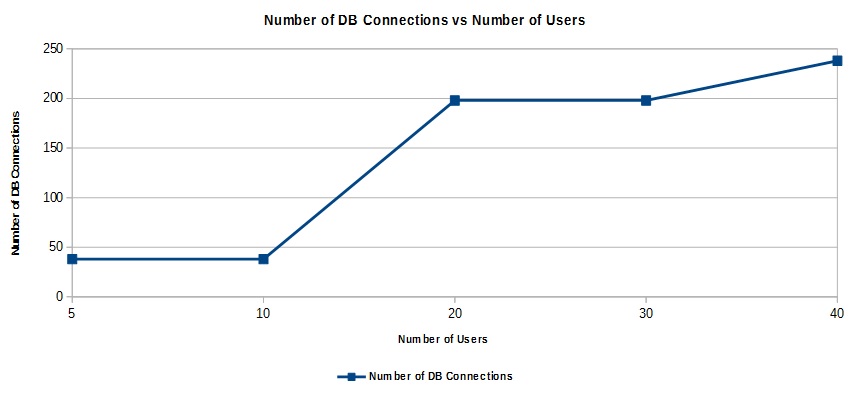 Number of DB Connections vs Number of Users
250
200
150
100
50
0
Number of DB Connections
5 10 20 30 40
Number of Users
Number of DB Connections